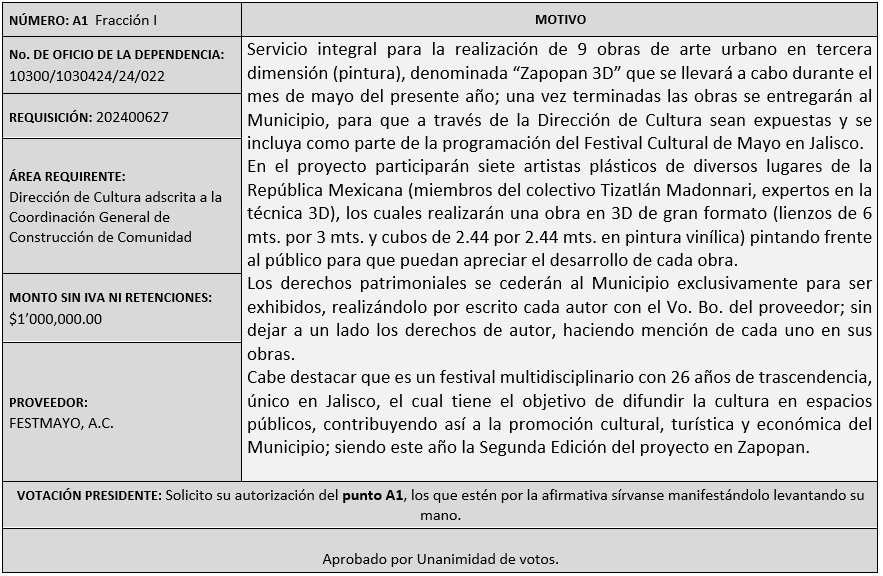 NÚMERO: A1 Fracción I
MOTIVO
No. DE OFICIO DE LA DEPENDENCIA:
10300/1030424/24/022
REQUISICIÓN: 202400627
ÁREA REQUIRENTE:
Dirección de Cultura adscrita a la
Coordinación General de
Construcción de Comunidad
MONTO SIN IVA NI RETENCIONES:
$1’000,000.00
PROVEEDOR:
FESTMAYO, A.C.
Servicio integral para la realización de 9 obras de arte urbano en tercera
dimensión (pintura), denominada “Zapopan 3D” que se llevará a cabo durante el
mes de mayo del presente año; una vez terminadas las obras se entregarán al
Municipio, para que a través de la Dirección de Cultura sean expuestas y se
incluya como parte de la programación del Festival Cultural de Mayo en Jalisco.
En el proyecto participarán siete artistas plásticos de diversos lugares de la
República Mexicana (miembros del colectivo Tizatlán Madonnari, expertos en la
técnica 3D), los cuales realizarán una obra en 3D de gran formato (lienzos de 6
mts. por 3 mts. y cubos de 2.44 por 2.44 mts. en pintura vinílica) pintando frente
al público para que puedan apreciar el desarrollo de cada obra.
Los derechos patrimoniales se cederán al Municipio exclusivamente para ser
exhibidos, realizándolo por escrito cada autor con el Vo. Bo. del proveedor; sin
dejar a un lado los derechos de autor, haciendo mención de cada uno en sus
obras.
Cabe destacar que es un festival multidisciplinario con 26 años de trascendencia,
único en Jalisco, el cual tiene el objetivo de difundir la cultura en espacios
públicos, contribuyendo así a la promoción cultural, turística y económica del
Municipio; siendo este año la Segunda Edición del proyecto en Zapopan.
VOTACIÓN PRESIDENTE: Solicito su autorización del punto A1, los que estén por la afirmativa sírvanse manifestándolo levantando su
mano.
Aprobado por Unanimidad de votos.